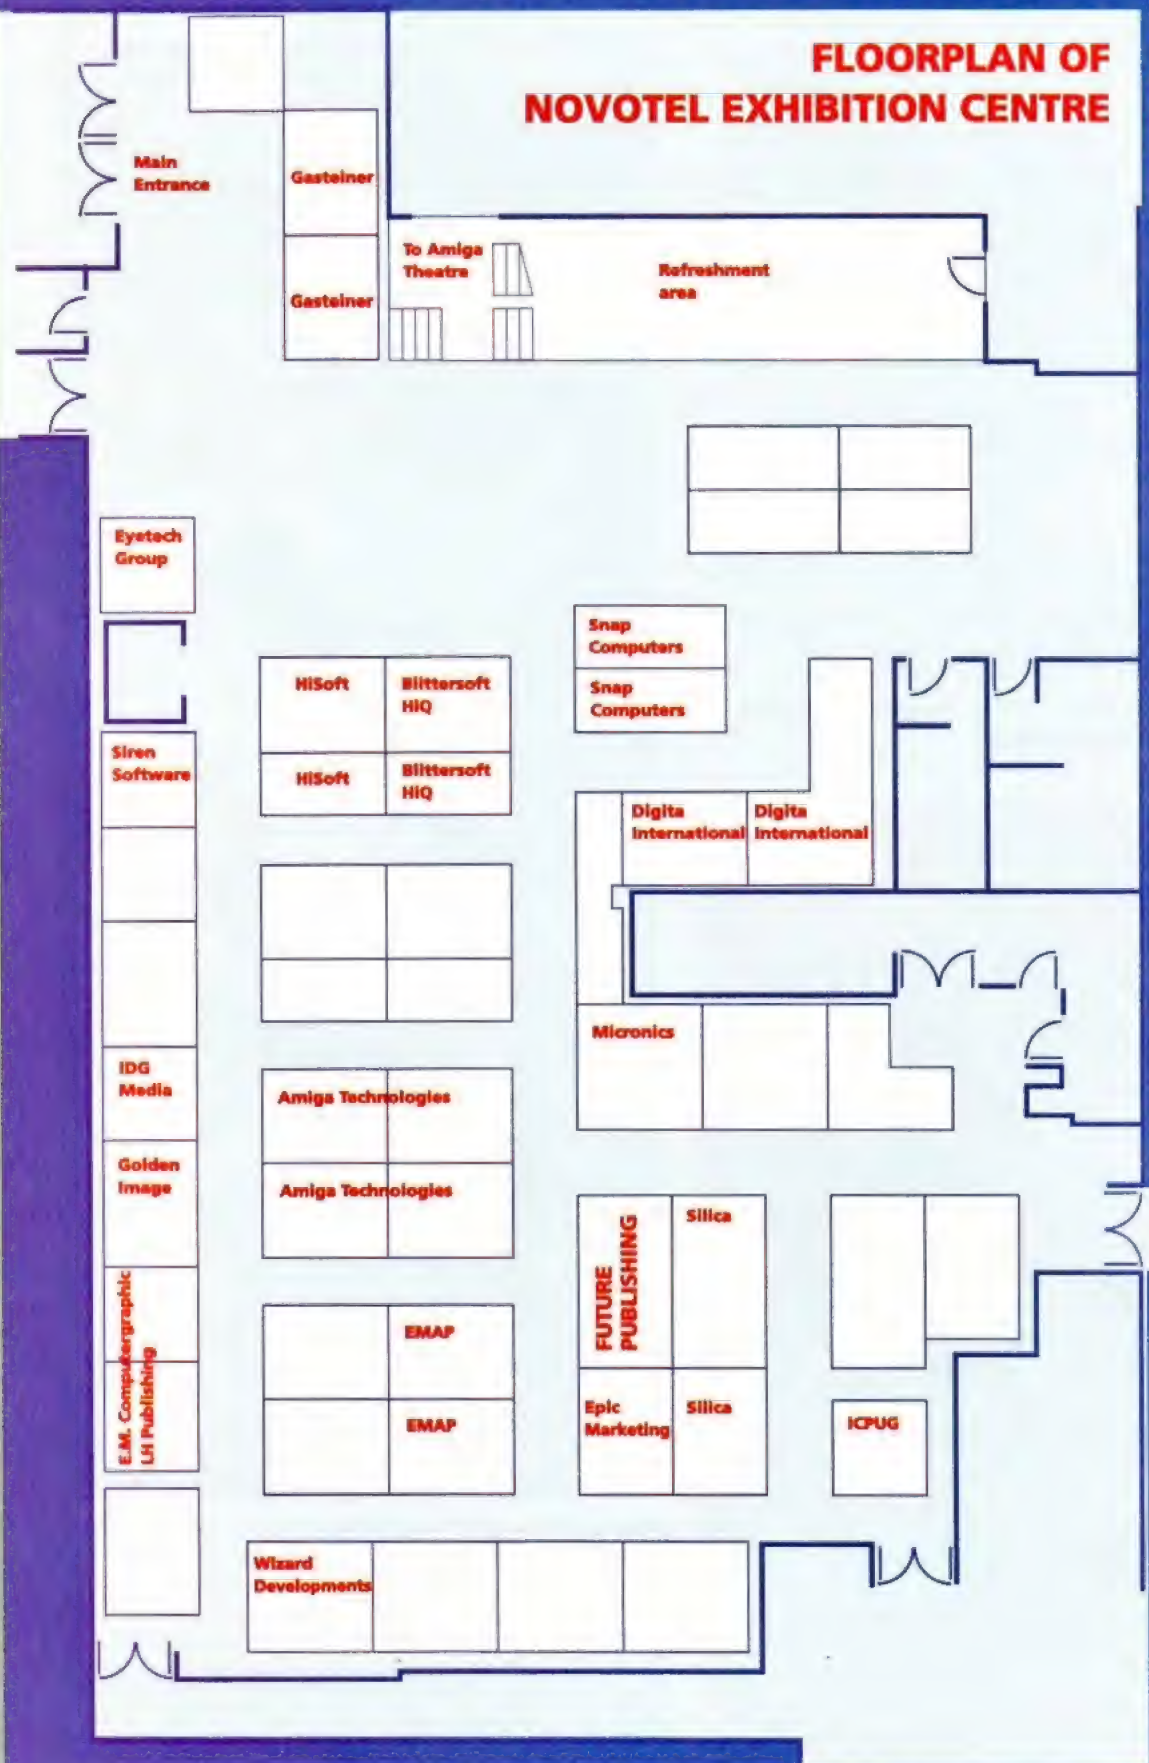 FLOORPLAN OF
NOVOTEL EXHIBITION CENTRE
Main
Entrance
Gasteiner
Gasteiner
To Amiga
Theatre
Refreshment
area
Eyetech
Group
Snap
Computers
Snap
Computers
HiSoft
Blittersoft
HiQ
HiSoft
Blittersoft
HiQ
Siren
Software
Digita
International
Digita
International
Micronics
IDG
Media
Amiga Technologies
Golden
Image
Amiga Technologies
FUTURE
PUBLISHING
Silica
E.M. Computergraphic
LH Publishing
EMAP
EMAP
Epic
Marketing
Silica
ICPUG
Wizard
Developments